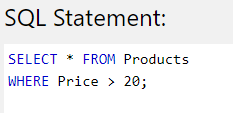 SQL Statement:
SELECT * FROM Products
WHERE Price > 20;